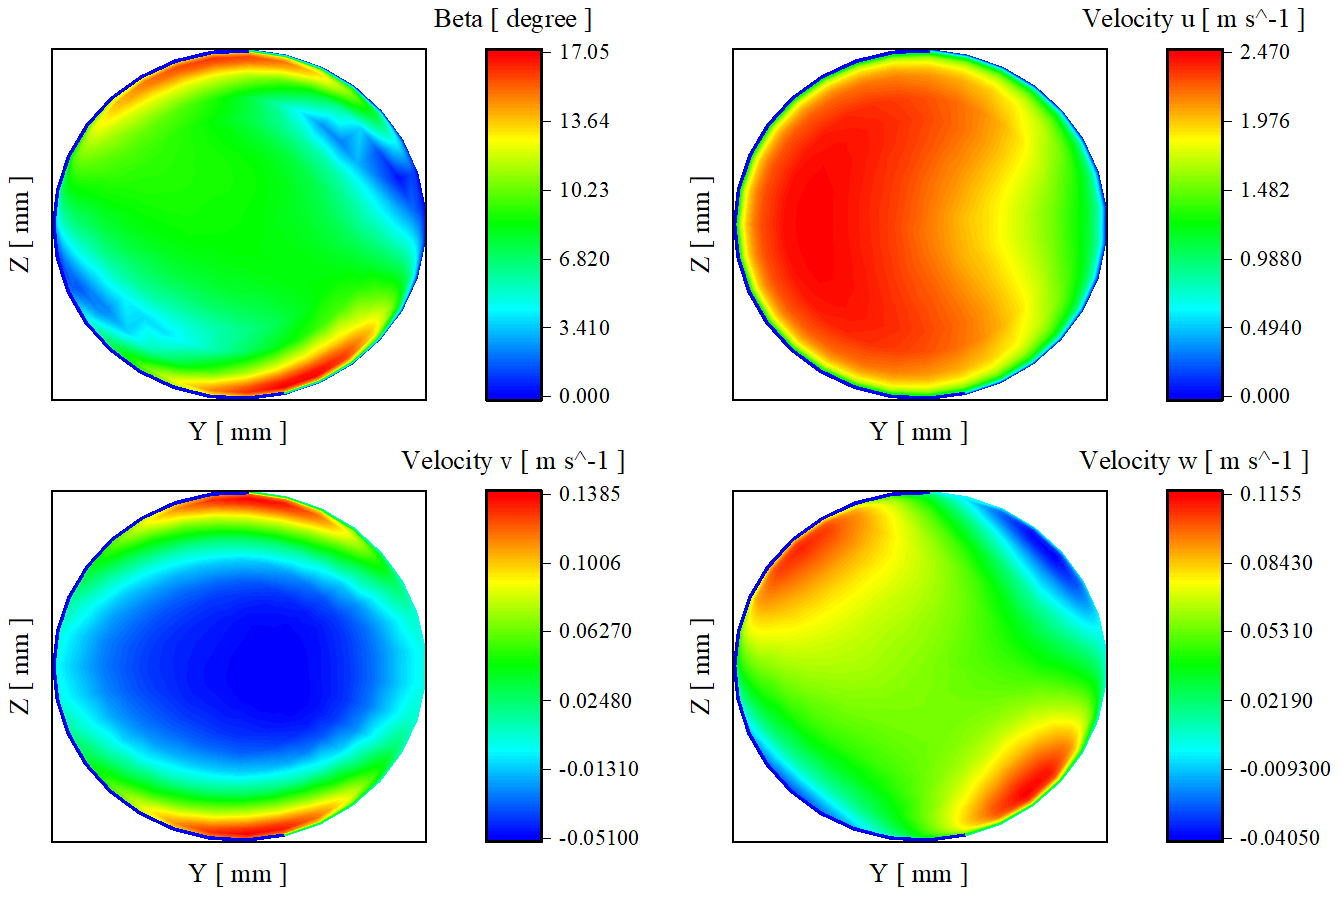 Beta [ degree ]
17.05
13.64
10.23
6.820
3.410
0.000
Z [ mm ]
Y [ mm ]
Velocity u [ m s^-1 ]
2.470
1.976
1.482
0.9880
0.4940
0.000
Z [ mm ]
Y [ mm ]
Velocity v [ m s^-1 ]
0.1385
0.1006
0.06270
0.02480
-0.01310
-0.05100
Z [ mm ]
Y [ mm ]
Velocity w [ m s^-1 ]
0.1155
0.08430
0.05310
0.02190
-0.009300
-0.04050
Z [ mm ]
Y [ mm ]